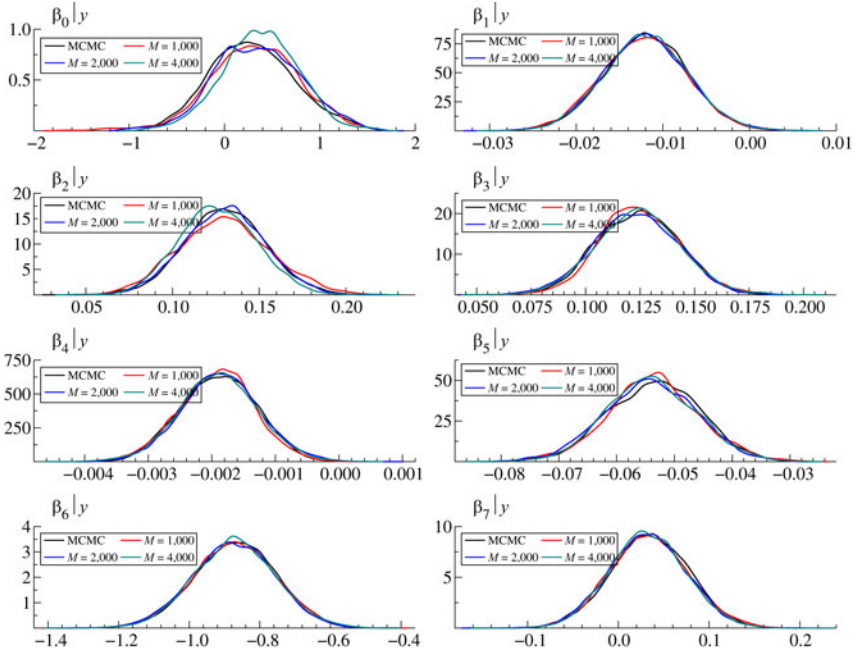 β0|y
β1|y
1.0
0.5
MCMC M = 1,000
M = 2,000 M = 4,000
−2 −1 0 1 2
75
50
25
MCMC M = 1,000
M = 2,000 M = 4,000
−0.03 −0.02 −0.01 0.00 0.01
β2|y
β3|y
20
17.5
15
12.5
10
7.5
5
2.5
MCMC M = 1,000
M = 2,000 M = 4,000
0.05 0.10 0.15 0.20
20
10
MCMC M = 1,000
M = 2,000 M = 4,000
0.050 0.075 0.100 0.125 0.150 0.175 0.200
β4|y
β5|y
750
500
250
MCMC M = 1,000
M = 2,000 M = 4,000
−0.004 −0.003 −0.002 −0.001 0.000 0.001
50
25
MCMC M = 1,000
M = 2,000 M = 4,000
−0.08 −0.07 −0.06 −0.05 −0.04 −0.03
β6|y
β7|y
4
3
2
1
MCMC M = 1,000
M = 2,000 M = 4,000
−1.4 −1.2 −1.0 −0.8 −0.6 −0.4
10
5
MCMC M = 1,000
M = 2,000 M = 4,000
−0.1 0.0 0.1 0.2